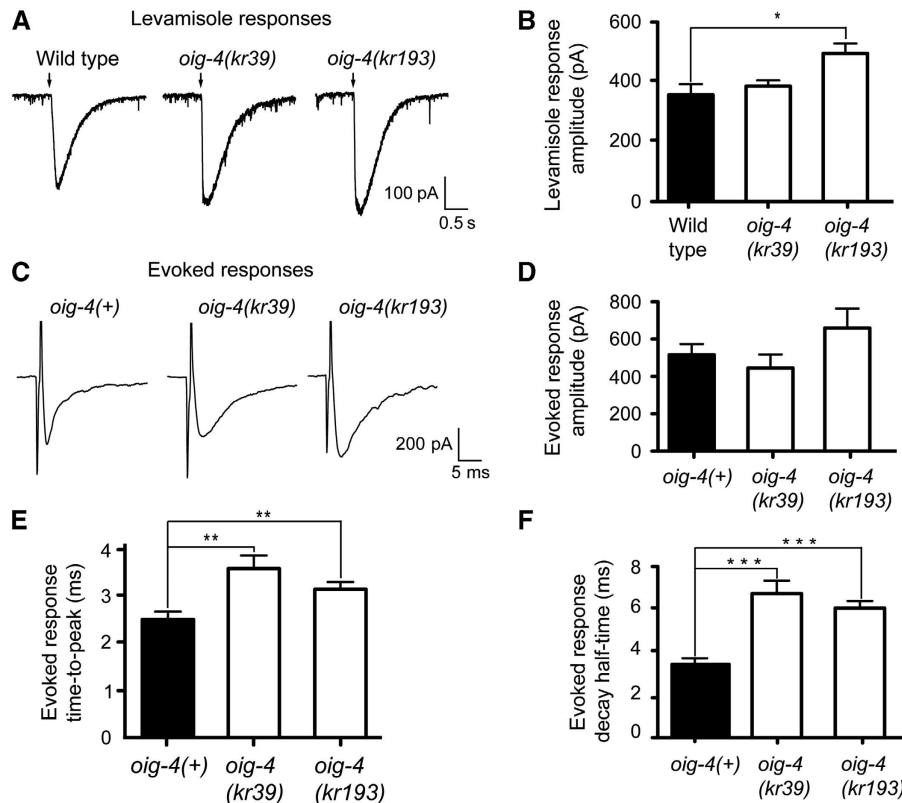 A
Levamisole responses
Wild type
oig-4(kr39)
oig-4(kr193)
100 pA
0.5 s
B
Levamisole response
amplitude (pA)
600
400
600
0
*
Wild
type
oig-4
(kr39)
oig-4
(kr193)
C
Evoked responses
oig-4(+)
oig-4(kr39)
oig-4(kr193)
200 pA
5 ms
D
Evoked response
amplitude (pA)
800
600
400
200
0
oig-4(+)
oig-4
(kr39)
oig-4
(kr193)
E
Evoked response
time-to-peak (ms)
4
3
2
1
0
**
**
oig-4(+)
oig-4
(kr39)
oig-4
(kr193)
F
Evoked response
decay half-time (ms)
8
6
4
2
0
* * *
* * *
oig-4(+)
oig-4
(kr39)
oig-4
(kr193)